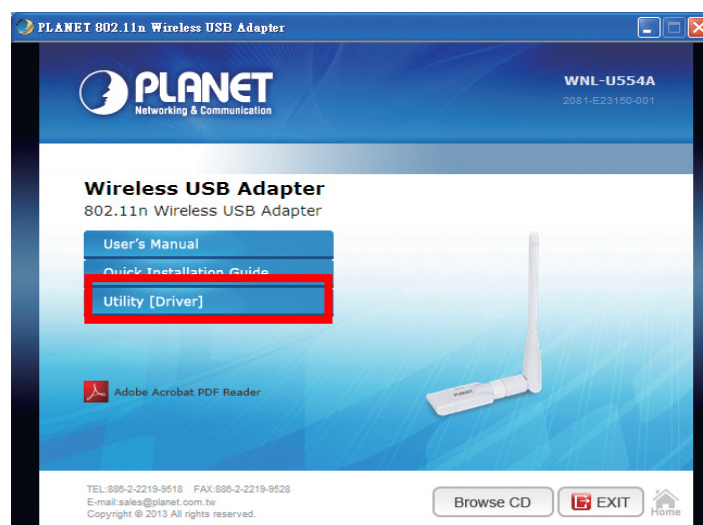 PLANET 802.11n Wireless USB Adapter
PLANET
Networking & Communication
WNL-U554A
2081-E23150-001
Wireless USB Adapter
802.11n Wireless USB Adapter
User's Manual
Quick Installation Guide
Utility [Driver]
Adobe Acrobat PDF Reader
PLANET
TEL:886-2-2219-9518 FAX:886-2-2219-9528
E-mail:sales@planet.com.tw
Copyright © 2013 All rights reserved.
Browse CD
EXIT
Home